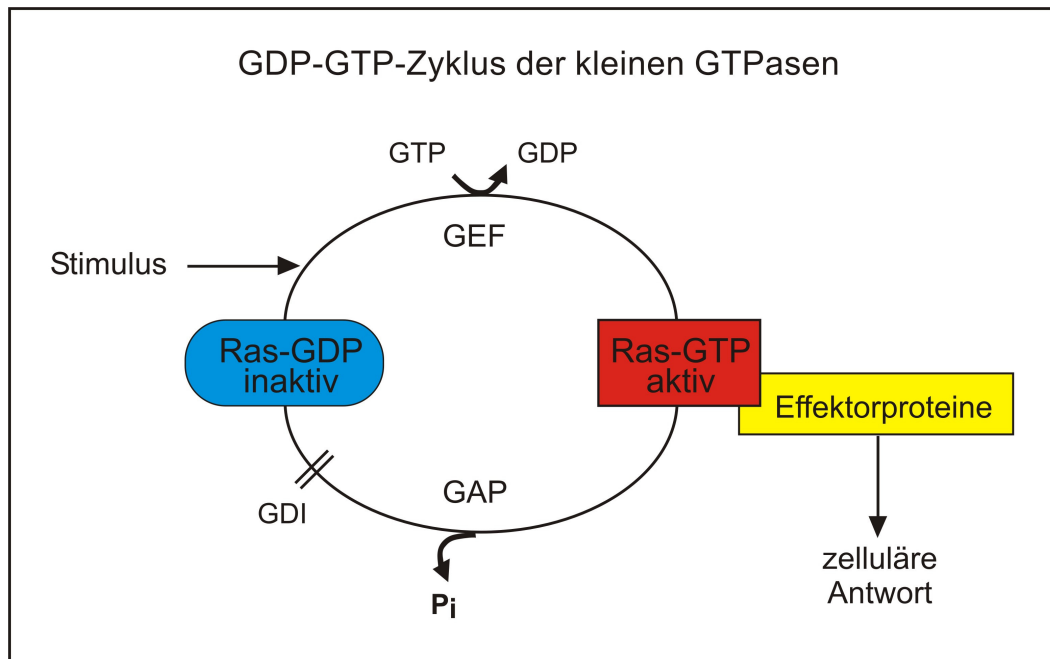 GDP-GTP-Zyklus der kleinen GTPasen
GTP
GDP
GEF
Stimulus
Ras-GDP
inaktiv
Ras-GTP
aktiv
Effektorproteine
GAP
GDI
Pi
zelluläre
Antwort